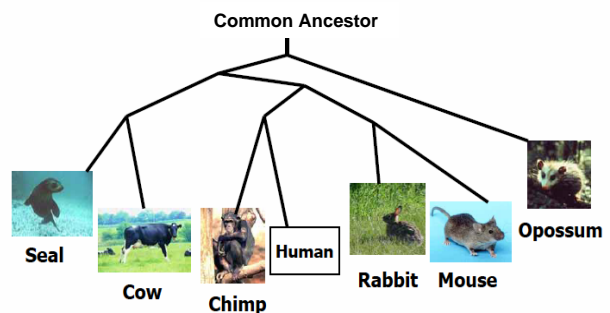 Common Ancestor
Seal
Cow
Chimp
Human
Rabbit
Mouse
Opossum